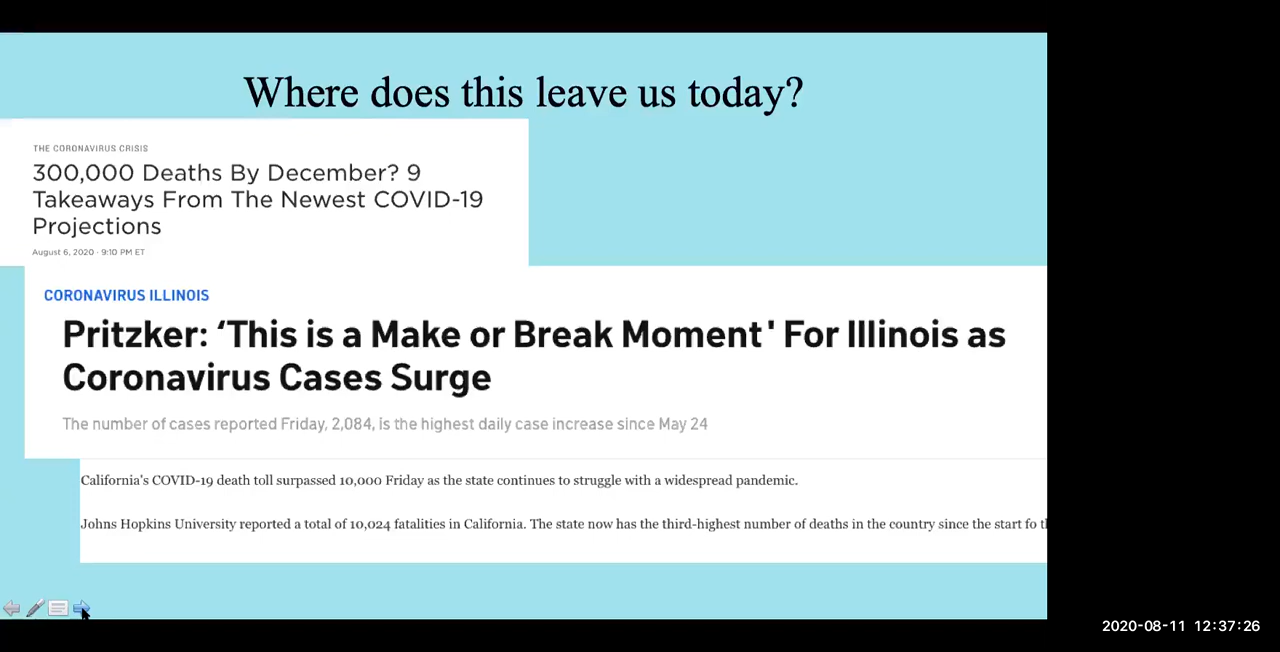 Where does this leave us today?
THE CORONAVIRUS CRISIS
300,000 Deaths By December? 9
Takeaways From The Newest COVID-19
Projections
August 6, 2020 · 9:10 PM ET
CORONAVIRUS ILLINOIS
Pritzker: ‘This is a Make or Break Moment' For Illinois as
Coronavirus Cases Surge
The number of cases reported Friday, 2,084, is the highest daily case increase since May 24
California's COVID-19 death toll surpassed 10,000 Friday as the state continues to struggle with a widespread pandemic.
Johns Hopkins University reported a total of 10,024 fatalities in California. The state now has the third-highest number of deaths in the country since the start fo
2020-08-11 12:37:26